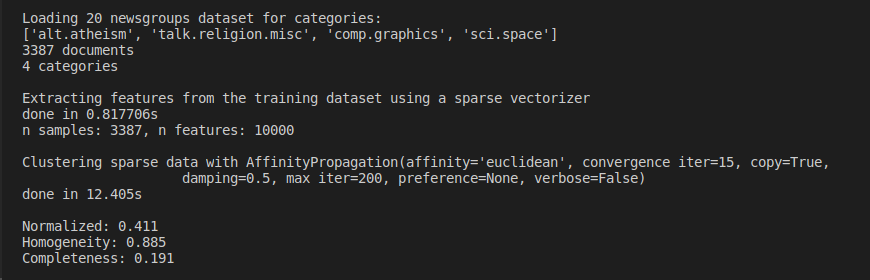 Loading 20 newsgroups dataset for categories:
['alt.atheism', 'talk.religion.misc', 'comp.graphics', 'sci.space']
3387 documents
4 categories
Extracting features from the training dataset using a sparse vectorizer
done in 0.817706s
n samples: 3387, n features: 10000
Clustering sparse data with AffinityPropagation(affinity='euclidean', convergence iter=15, copy=True,
damping=0.5, max iter=200, preference=None, verbose=False)
done in 12.405s
Normalized: 0.411
Homogeneity: 0.885
Completeness: 0.191